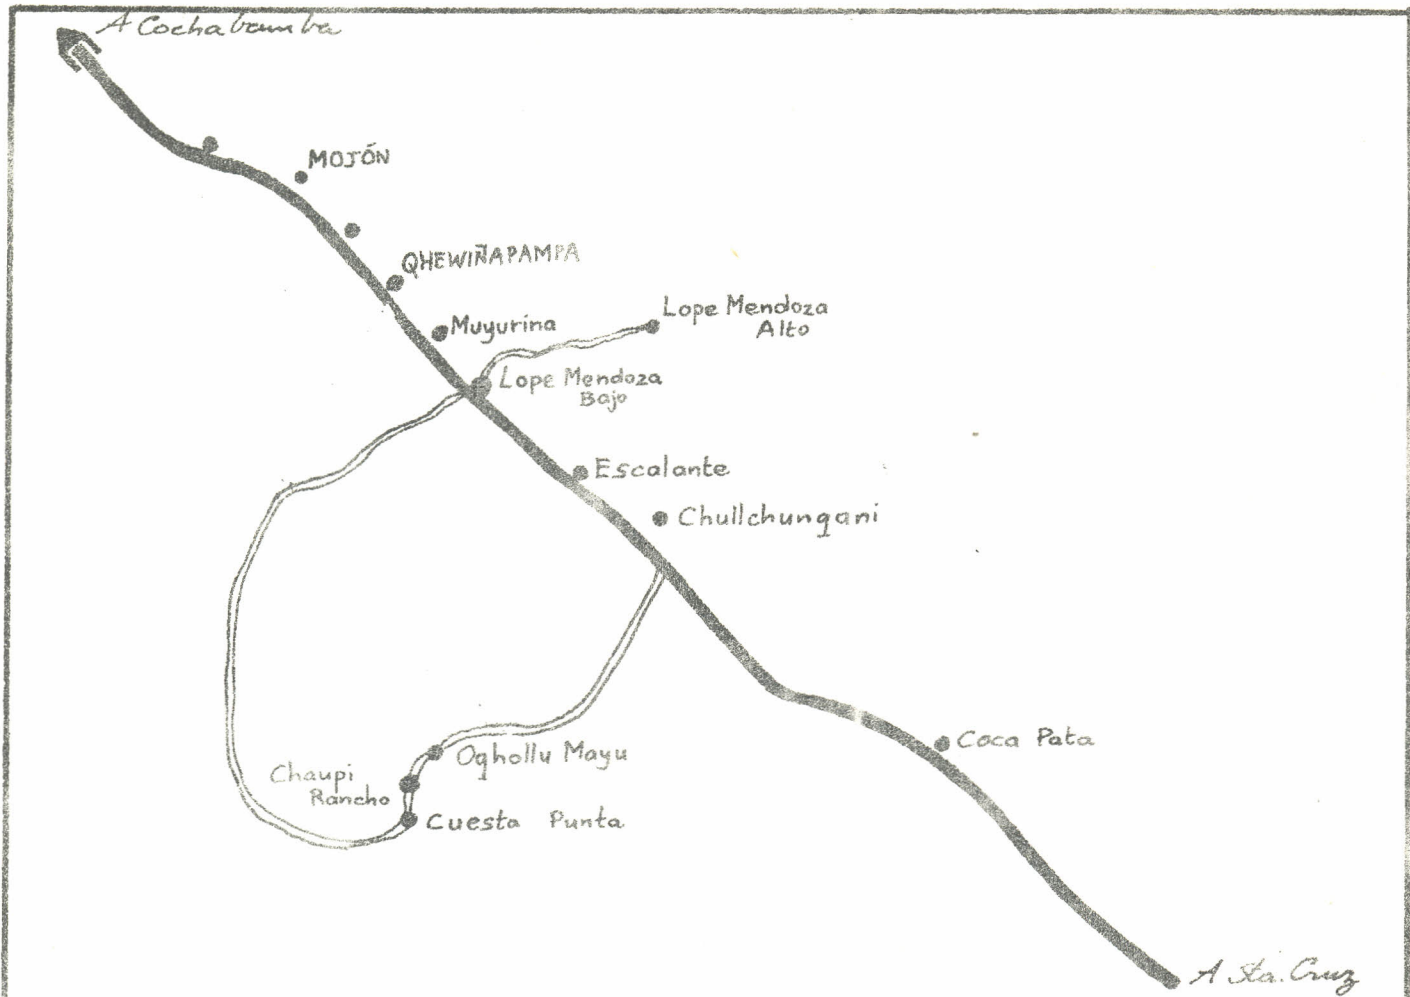 A Cochabamba
MOJÓN
QHEWIÑAPAMPA
Muyurina
Lope Mendoza
Alto
Lope Mendoza
Bajo
Escalante
Chullchunqani
Coca Pata
Oqhollu Mayu
Chaupi
Rancho
Cuesta Punta
A Sta. Cruz